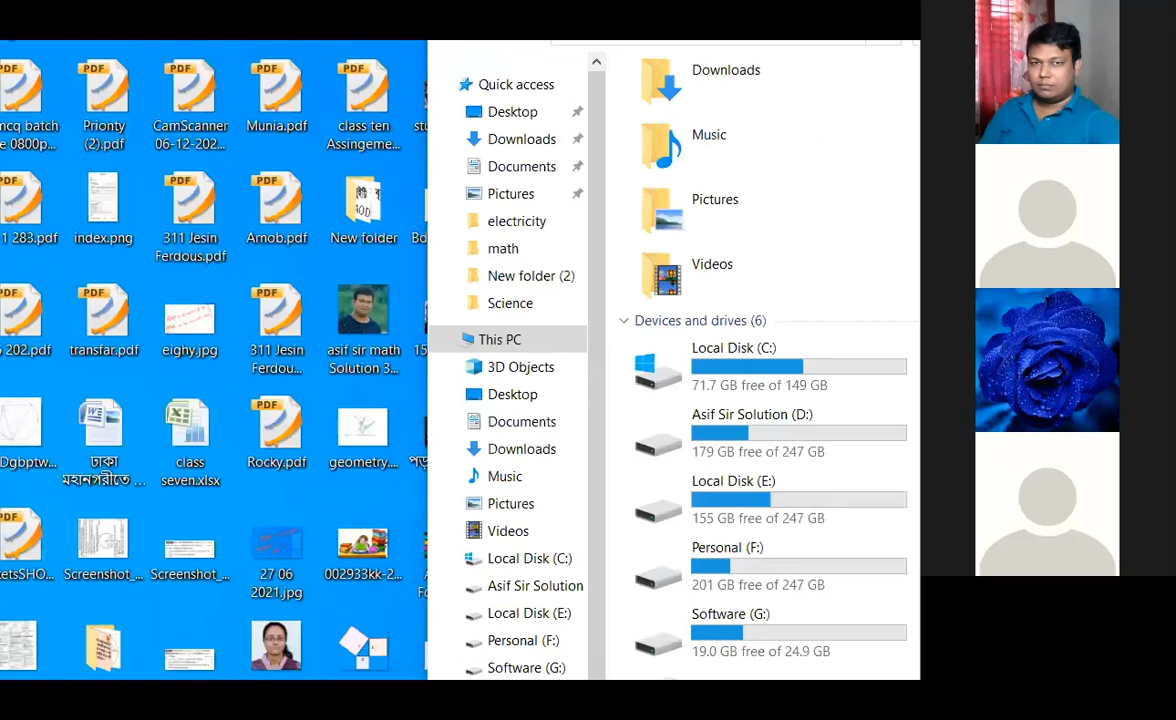 PDF
PDF
PDF
PDF
PDF
mcq batch
e 0800p...
Prionty
(2).pdf
CamScanner
06-12-202...
Munia.pdf
class ten
Assingeme...
PDF
PDF
PDF
1 283.pdf
index.png
311 Jesin
Ferdous.pdf
Arnob.pdf
New folder
PDF
PDF
PDF
202.pdf
transfar.pdf
eighy.jpg
311 Jesin
Ferdou...
asif sir math
Solution 3...
PDF
Dgbptw...
ঢাকা
মহানগরীতে ...
class
seven.xlsx
Rocky.pdf
geometry....
PDF
ketsSHO...
Screenshot_...
Screenshot_...
27 06
2021.jpg
002933kk-2...
Quick access
Desktop
Downloads
Documents
Pictures
electricity
math
New folder (2)
Science
This PC
3D Objects
Desktop
Documents
Downloads
Music
Pictures
Videos
Local Disk (C:)
Asif Sir Solution
Local Disk (E:)
Personal (F:)
Software (G:)
Downloads
Music
Pictures
Videos
Devices and drives (6)
Local Disk (C:)
71.7 GB free of 149 GB
Asif Sir Solution (D:)
179 GB free of 247 GB
Local Disk (E:)
155 GB free of 247 GB
Personal (F:)
201 GB free of 247 GB
Software (G:)
19.0 GB free of 24.9 GB